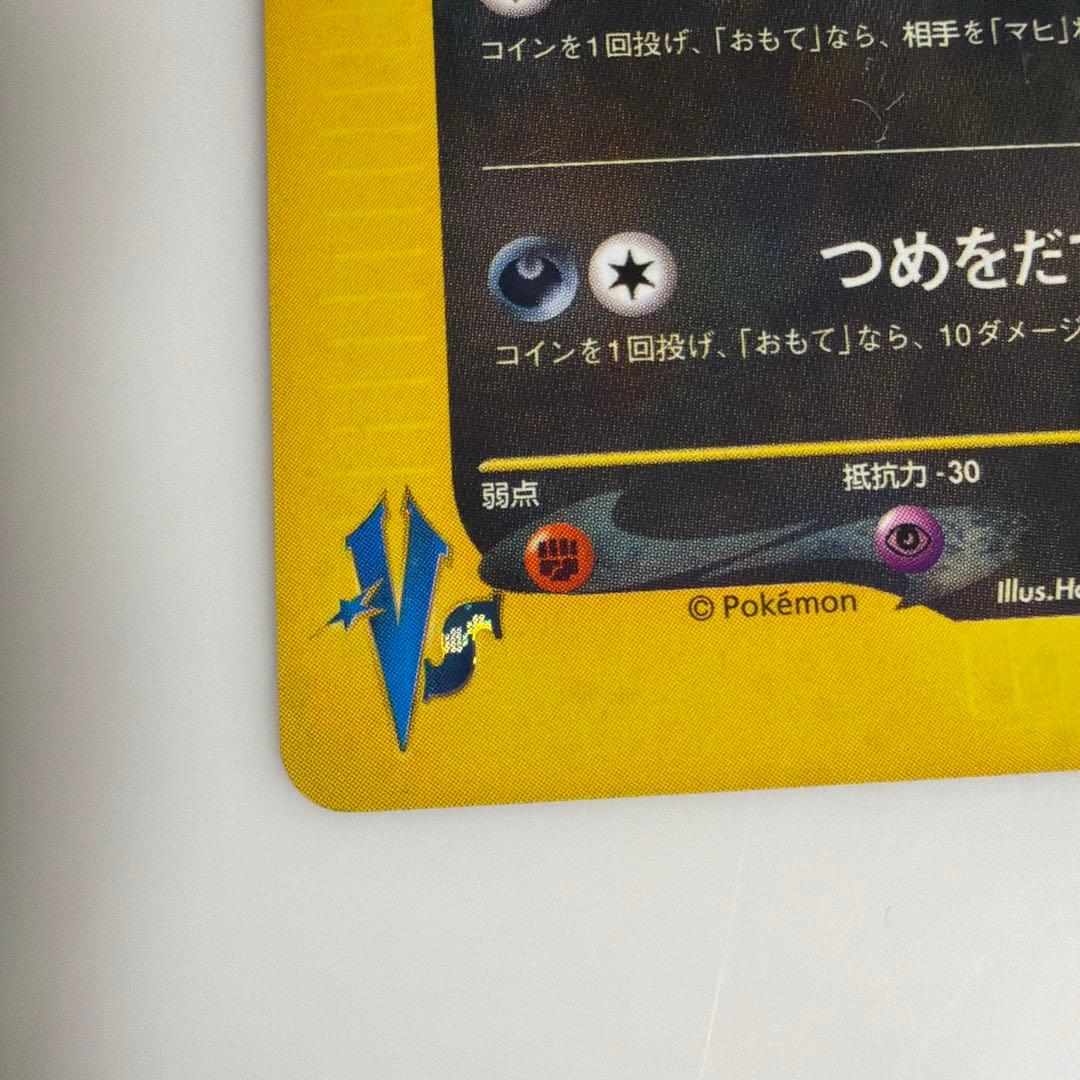 コインを1回投げ、「おもて」なら、相手を「マヒ」
つめをだ
コインを1回投げ、「おもて」なら、10ダメージ
弱点
抵抗力 -30
© Pokémon
Illus.H
VS